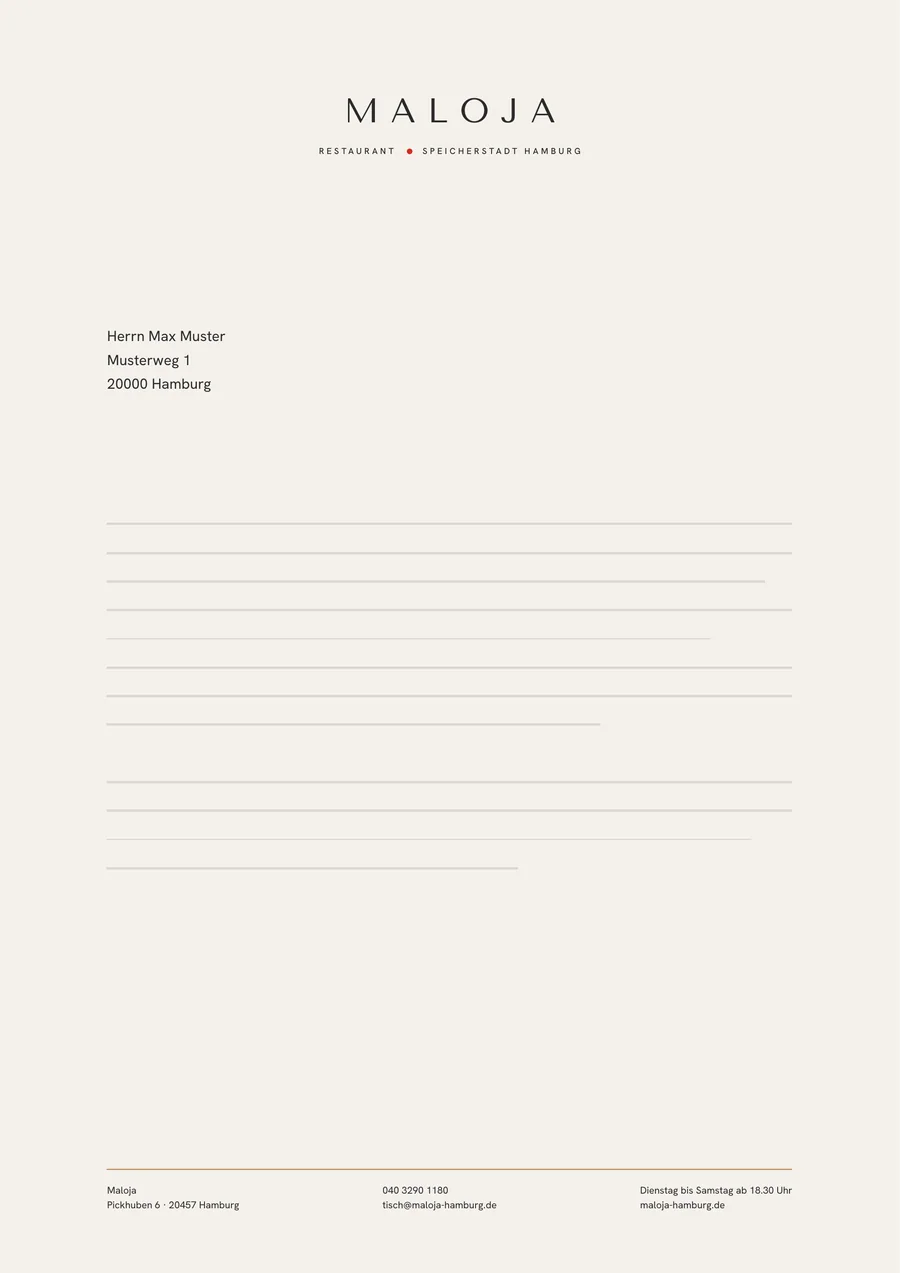 MALOJA
RESTAURANT • SPEICHERSTADT HAMBURG
Herrn Max Muster
Musterweg 1
20000 Hamburg
Maloja
Pickhuben 6 · 20457 Hamburg
040 3290 1180
tisch@maloja-hamburg.de
Dienstag bis Samstag ab 18.30 Uhr
maloja-hamburg.de